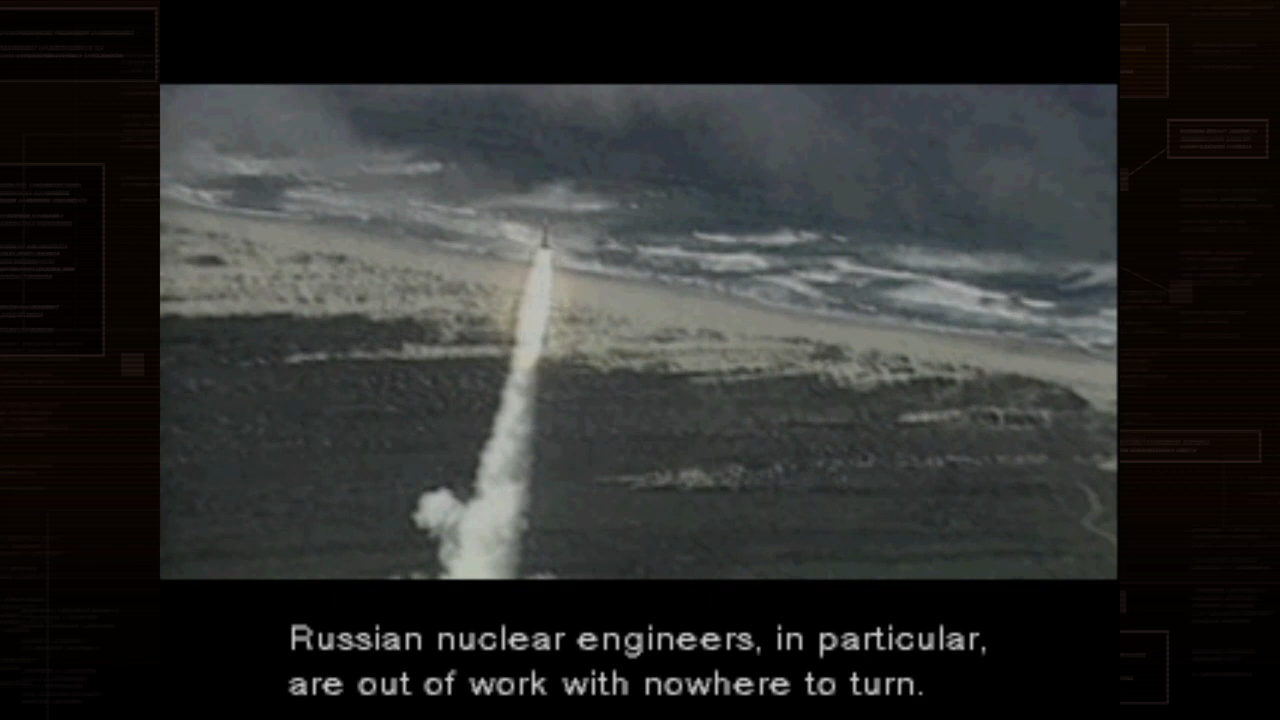 Russian nuclear engineers, in particular,
are out of work with nowhere to turn.